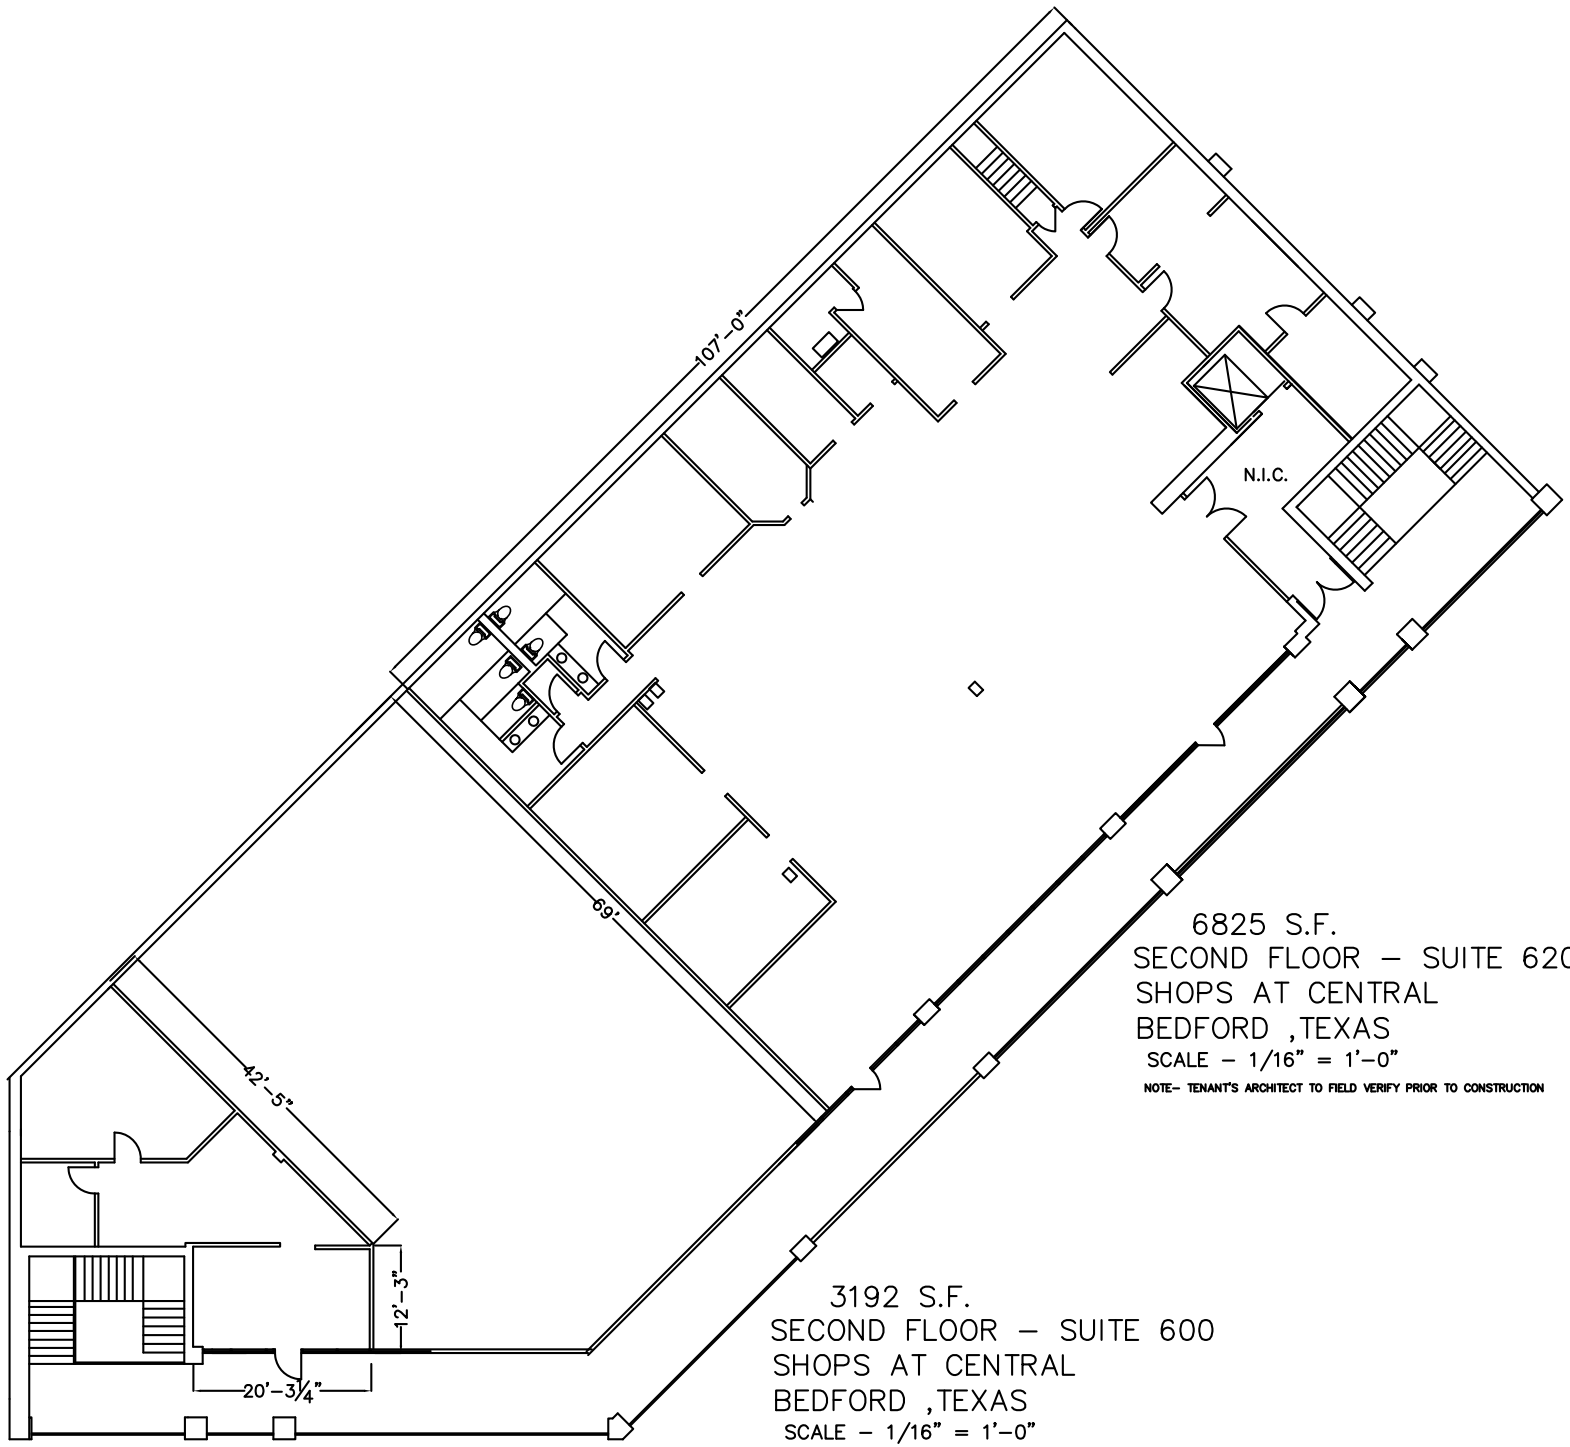 107'-0"
N.I.C.
69'
6825 S.F.
SECOND FLOOR – SUITE 620
SHOPS AT CENTRAL
BEDFORD ,TEXAS
SCALE – 1/16" = 1'-0"
NOTE– TENANT'S ARCHITECT TO FIELD VERIFY PRIOR TO CONSTRUCTION
42'-5"
12'-3"
20'-3/4"
3192 S.F.
SECOND FLOOR – SUITE 600
SHOPS AT CENTRAL
BEDFORD ,TEXAS
SCALE – 1/16" = 1'-0"